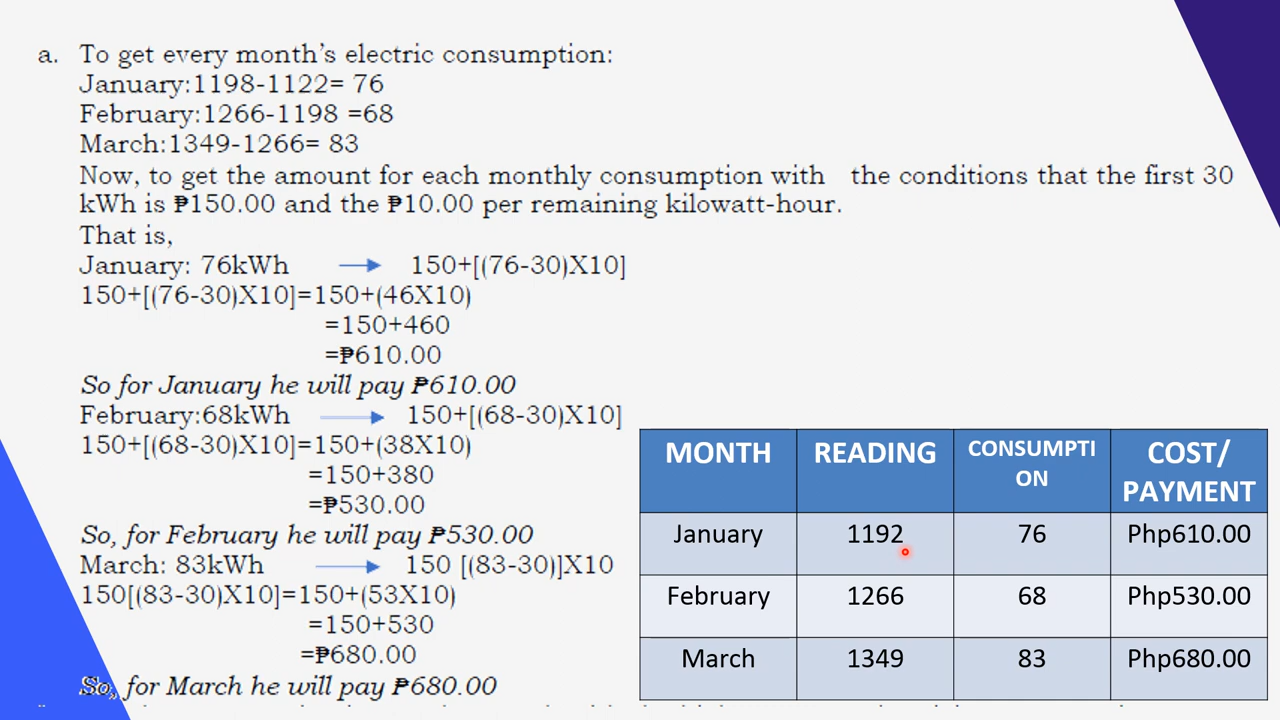 a. To get every month's electric consumption:
January:1198-1122= 76
February:1266-1198 =68
March:1349-1266= 83
Now, to get the amount for each monthly consumption with the conditions that the first 30
kWh is ₱150.00 and the ₱10.00 per remaining kilowatt-hour.
That is,
January: 76kWh → 150+[(76-30)X10]
150+[(76-30)X10]=150+(46X10)
=150+460
=₱610.00
So for January he will pay ₱610.00
February:68kWh → 150+[(68-30)X10]
150+[(68-30)X10]=150+(38X10)
=150+380
=₱530.00
So, for February he will pay ₱530.00
March: 83kWh → 150 [(83-30)]X10
150[(83-30)X10]=150+(53X10)
=150+530
=₱680.00
So, for March he will pay ₱680.00
MONTH READING CONSUMPTI
ON COST/
PAYMENT
January 1192 76 Php610.00
February 1266 68 Php530.00
March 1349 83 Php680.00